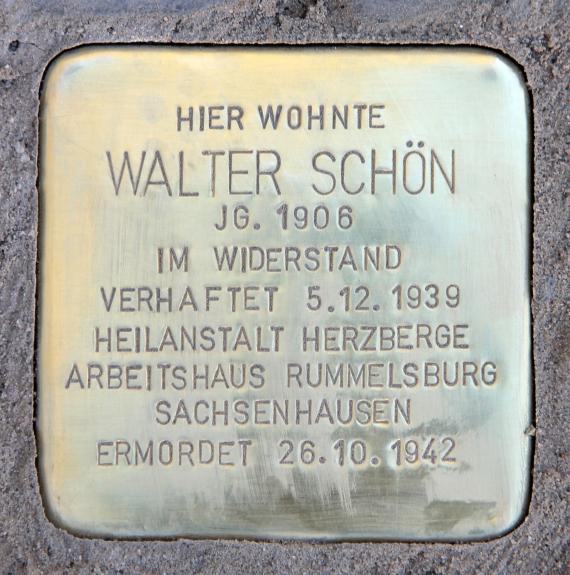 HIER WOHNTE
WALTER SCHÖN
JG. 1906
IM WIDERSTAND
VERHAFTET 5.12.1939
HEILANSTALT HERZBERGE
ARBEITSHAUS RUMMELSBURG
SACHSENHAUSEN
ERMORDET 26.10.1942